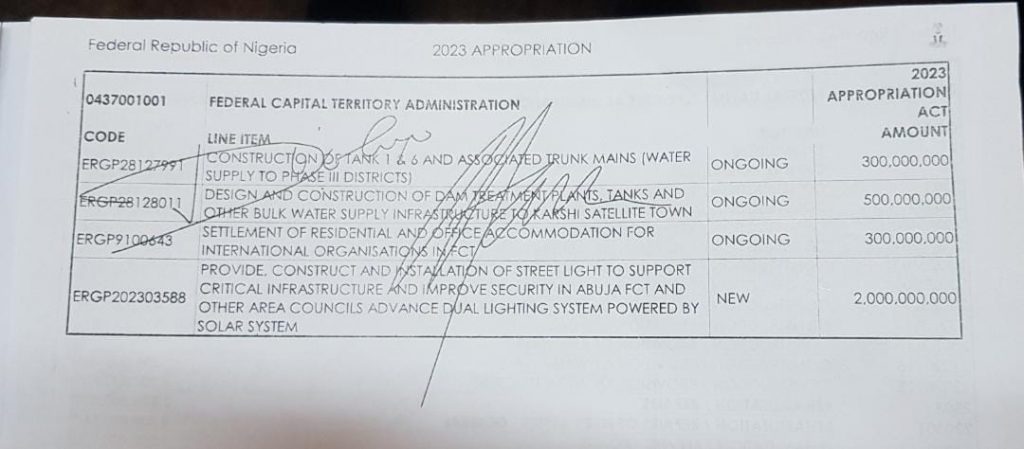 Federal Republic of Nigeria 2023 APPROPRIATION
0437001001 FEDERAL CAPITAL TERRITORY ADMINISTRATION 2023 APPROPRIATION ACT AMOUNT
CODE LINE ITEM
ERGP28127991 CONSTRUCTION OF TANK 1 & 6 AND ASSOCIATED TRUNK MAINS (WATER
SUPPLY TO PHASE III DISTRICTS) ONGOING 300,000,000
ERGP28128011 DESIGN AND CONSTRUCTION OF DAM TREATMENT PLANTS, TANKS AND
OTHER BULK WATER SUPPLY INFRASTRUCTURE TO KARSHI SATELLITE TOWN ONGOING 500,000,000
ERGP9100643 SETTLEMENT OF RESIDENTIAL AND OFFICE ACCOMMODATION FOR
INTERNATIONAL ORGANISATIONS IN FCT ONGOING 300,000,000
ERGP202303588 PROVIDE, CONSTRUCT AND INSTALLATION OF STREET LIGHT TO SUPPORT
CRITICAL INFRASTRUCTURE AND IMPROVE SECURITY IN ABUJA FCT AND
OTHER AREA COUNCILS ADVANCE DUAL LIGHTING SYSTEM POWERED BY
SOLAR SYSTEM NEW 2,000,000,000